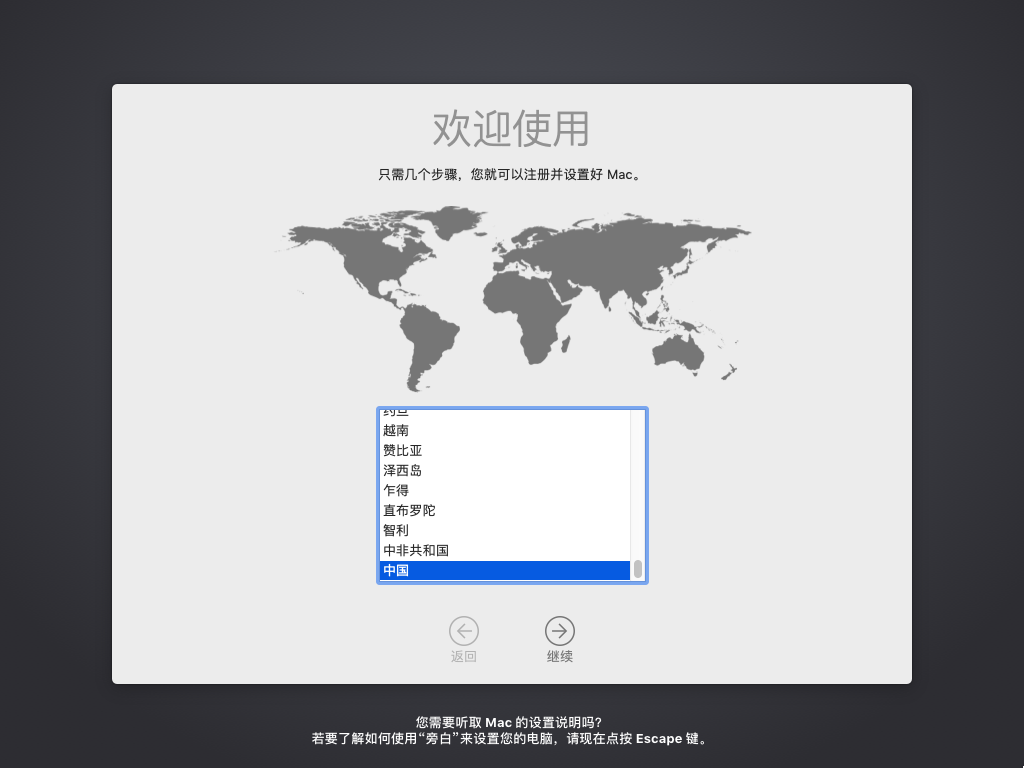 欢迎使用
只需几个步骤，您就可以注册并设置好 Mac。
约旦
越南
赞比亚
泽西岛
乍得
直布罗陀
智利
中非共和国
中国
返回
继续
您需要听取 Mac 的设置说明吗？
若要了解如何使用“旁白”来设置您的电脑，请现在点按 Escape 键。